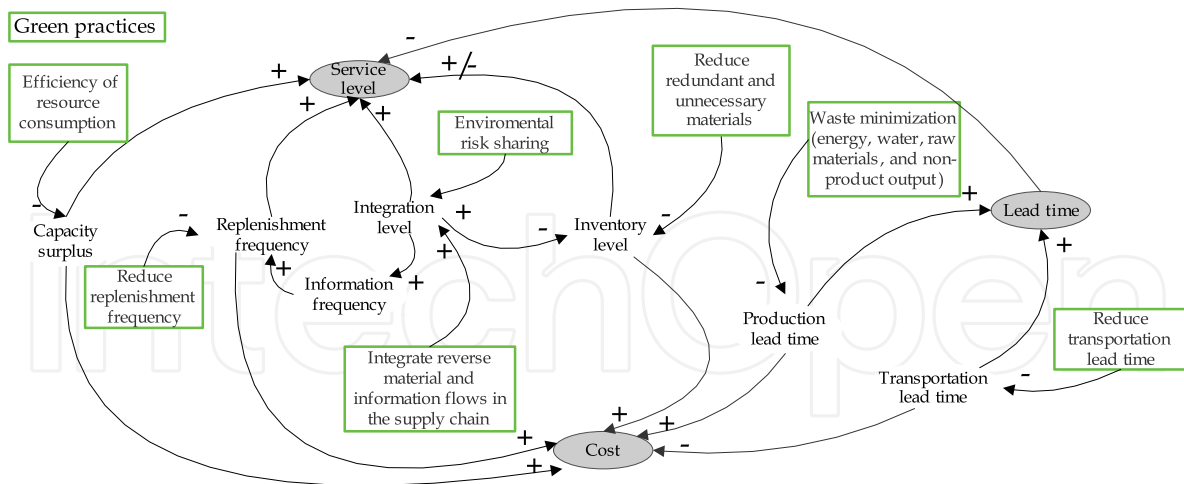 Green practices
Efficiency of
resource
consumption
Service
level
Reduce
redundant and
unnecessary
materials
Enviromental
risk sharing
Waste minimization
(energy, water, raw
materials, and non-
product output)
Capacity
surplus
Replenishment
frequency
Integration
level
Inventory
level
Lead time
Reduce
replenishment
frequency
Information
frequency
Integrate reverse
material and
information flows in
the supply chain
Production
lead time
Transportation
lead time
Reduce
transportation
lead time
Cost
+
+
+
+/-
-
-
-
+
-
-
+
+
+
-
-
+
+
-
-
+
+
+
+
-
intechOpen